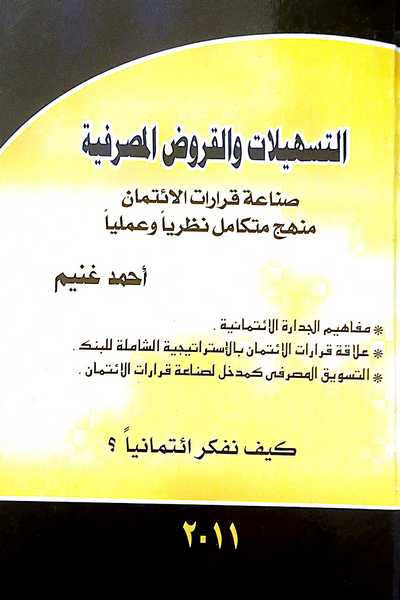 التسهيلات والقروض المصرفية
صناعة قرارات الائتمان
منهج متكامل نظرياً وعملياً
أحمد غنيم
* مفاهيم الجدارة الائتمانية .
* علاقة قرارات الائتمان بالأستراتيجية الشاملة للبنك .
* التسويق المصرفى كمدخل لصناعة قرارات الائتمان .
كيف نفكر ائتمانياً ؟
٢٠١١